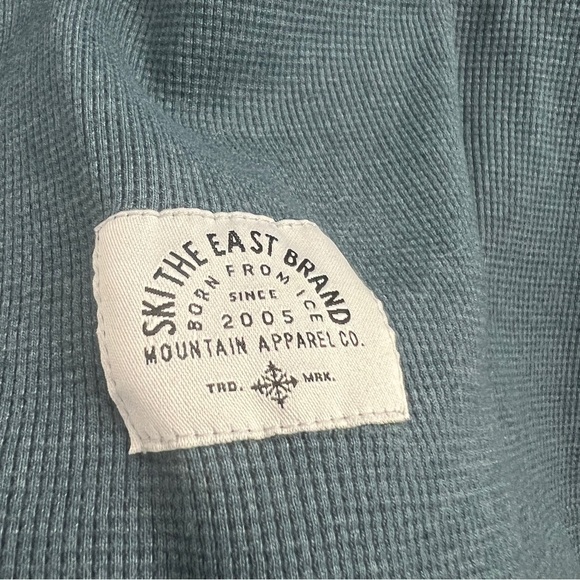 SKI THE EAST BRAND
BORN FROM ICE
SINCE
2005
MOUNTAIN APPAREL CO.
TRD. MRK.